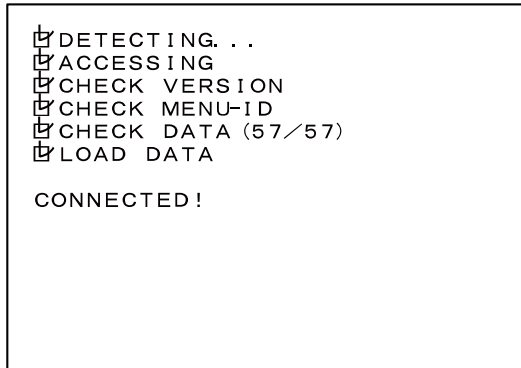 ☑DETECTING...
☑ACCESSING
☑CHECK VERSION
☑CHECK MENU-ID
☑CHECK DATA(57/57)
☑LOAD DATA
CONNECTED!